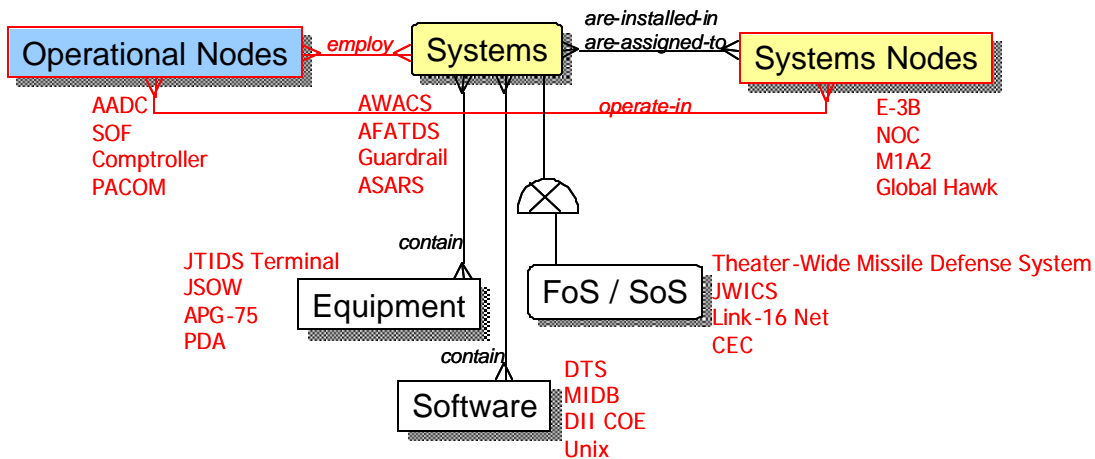 are-installed-in
are-assigned-to
Operational Nodes
employ
Systems
Systems Nodes
operate-in
AADC
SOF
Comptroller
PACOM
AWACS
AFATDS
Guardrail
ASARS
E-3B
NOC
M1A2
Global Hawk
contain
JTIDS Terminal
JSOW
APG-75
PDA
Equipment
FoS / SoS
Theater-Wide Missile Defense System
JWICS
Link-16 Net
CEC
contain
Software
DTS
MIDB
DII COE
Unix